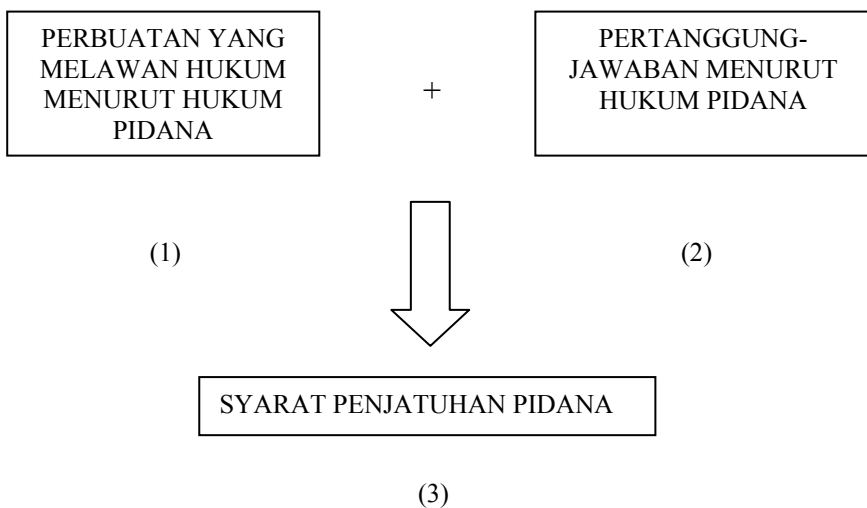 PERBUATAN YANG
MELAWAN HUKUM
MENURUT HUKUM
PIDANA
+
PERTANGGUNG-
JAWABAN MENURUT
HUKUM PIDANA
(1)
(2)
SYARAT PENJATUHAN PIDANA
(3)